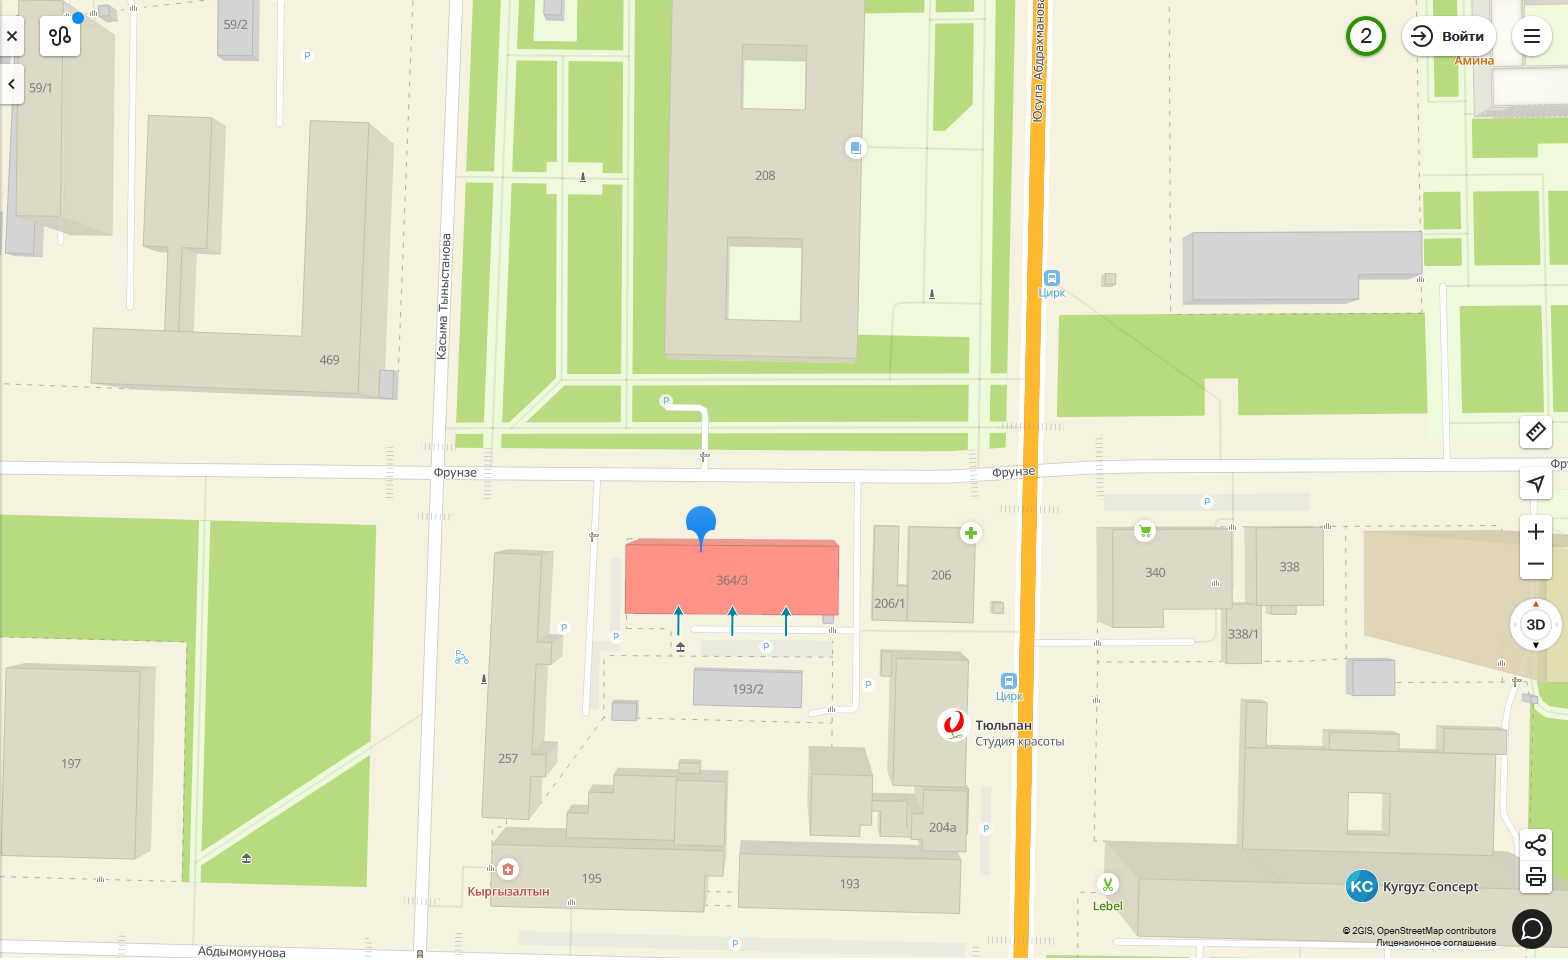 59/2
59/1
2
Войти
Амина
Юсупа Абдрахманова
208
Касыма Тыныстанова
Цирк
469
P
P
Фрунзе
Фрунзе
P
364/3
206
206/1
340
338
338/1
3D
P
P
P
193/2
P
Цирк
Тюльпан
Студия красоты
197
257
204а
P
195
193
Кыргызалтын
Lebel
KC
Kyrgyz Concept
P
Абдымомунова
© 2GIS, OpenStreetMap contributors
Лицензионное соглашение